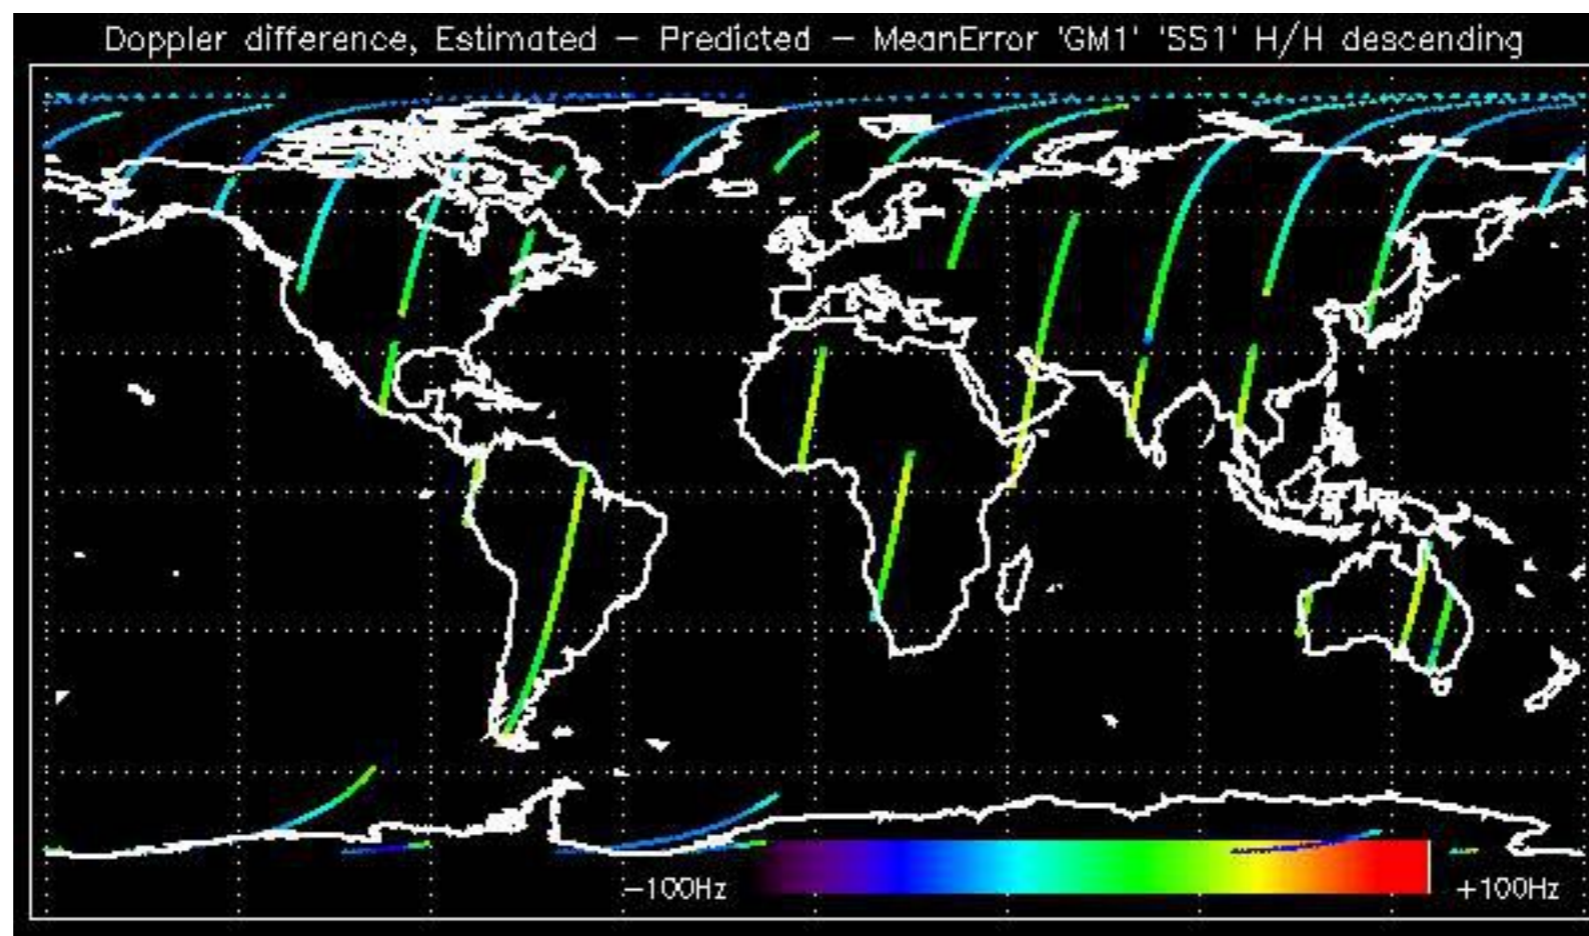 Doppler difference, Estimated – Predicted – MeanError 'GM1' 'SS1' H/H descending
–100Hz
+100Hz